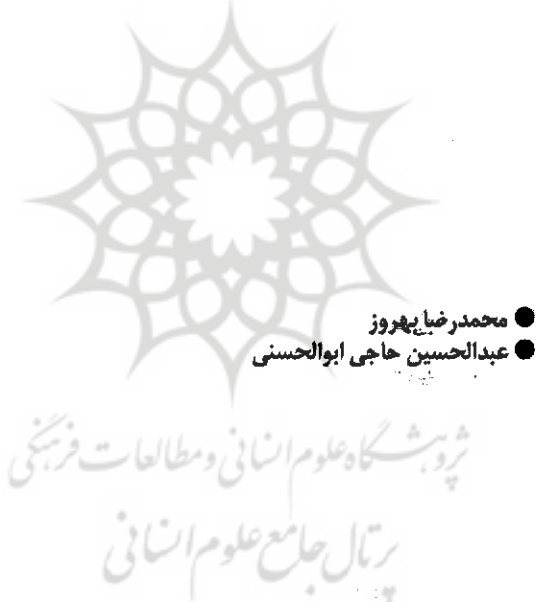 ● محمدرضا بهروز
● عبدالحسین حاجی ابوالحسنی
پژوهشگاه علوم انسانی و مطالعات فرهنگی
پرتال جامع علوم انسانی